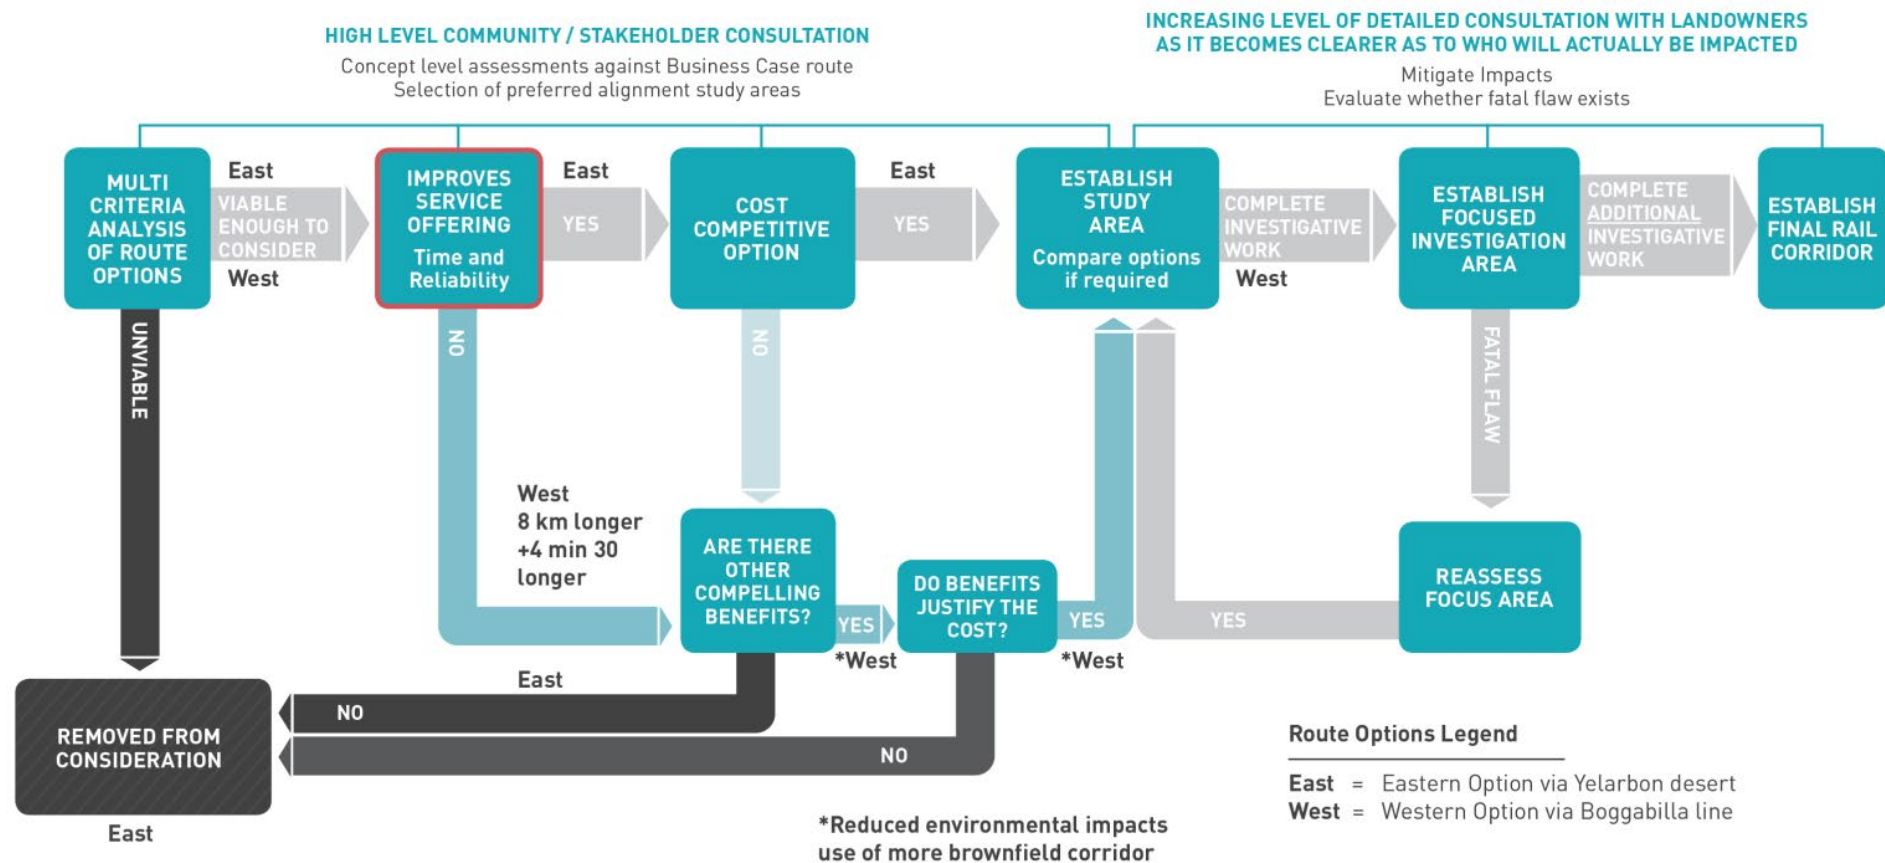 HIGH LEVEL COMMUNITY / STAKEHOLDER CONSULTATION
Concept level assessments against Business Case route
Selection of preferred alignment study areas
INCREASING LEVEL OF DETAILED CONSULTATION WITH LANDOWNERS
AS IT BECOMES CLEARER AS TO WHO WILL ACTUALLY BE IMPACTED
Mitigate Impacts
Evaluate whether fatal flaw exists
MULTI
CRITERIA
ANALYSIS
OF ROUTE
OPTIONS
East
VIABLE
ENOUGH TO
CONSIDER
West
IMPROVES
SERVICE
OFFERING
Time and
Reliability
East
YES
COST
COMPETITIVE
OPTION
East
YES
ESTABLISH
STUDY
AREA
Compare options
if required
COMPLETE
INVESTIGATIVE
WORK
West
ESTABLISH
FOCUSED
INVESTIGATION
AREA
COMPLETE
ADDITIONAL
INVESTIGATIVE
WORK
ESTABLISH
FINAL RAIL
CORRIDOR
UNVIABLE
NO
NO
FATAL FLAW
West
8 km longer
+4 min 30
longer
ARE THERE
OTHER
COMPELLING
BENEFITS?
YES
*West
DO BENEFITS
JUSTIFY THE
COST?
YES
*West
YES
REASSESS
FOCUS AREA
East
NO
NO
REMOVED FROM
CONSIDERATION
East
*Reduced environmental impacts
use of more brownfield corridor
Route Options Legend
East = Eastern Option via Yelarbon desert
West = Western Option via Boggabilla line